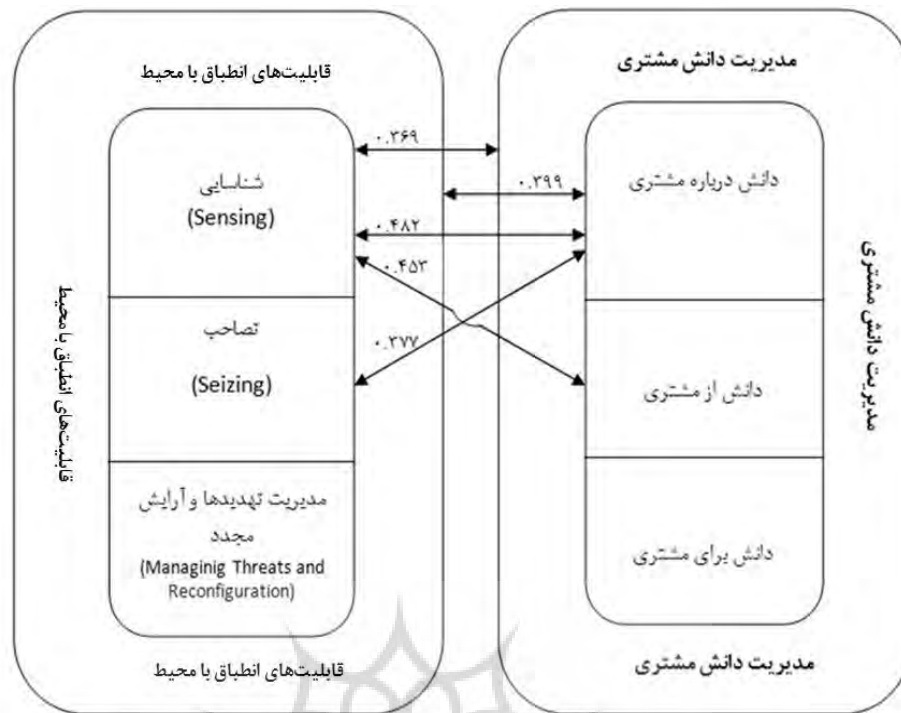 مدیریت دانش مشتری
دانش درباره مشتری
دانش از مشتری
دانش برای مشتری
مدیریت دانش مشتری
مدیریت دانش مشتری
۰.۳۶۹
۰.۳۹۹
۰.۴۸۲
۰.۴۵۳
۰.۳۷۷
قابلیت‌های انطباق با محیط
شناسایی
(Sensing)
تصاحب
(Seizing)
مدیریت تهدیدها و آرایش
مجدد
(Managinig Threats and
Reconfiguration)
قابلیت‌های انطباق با محیط
قابلیت‌های انطباق با محیط